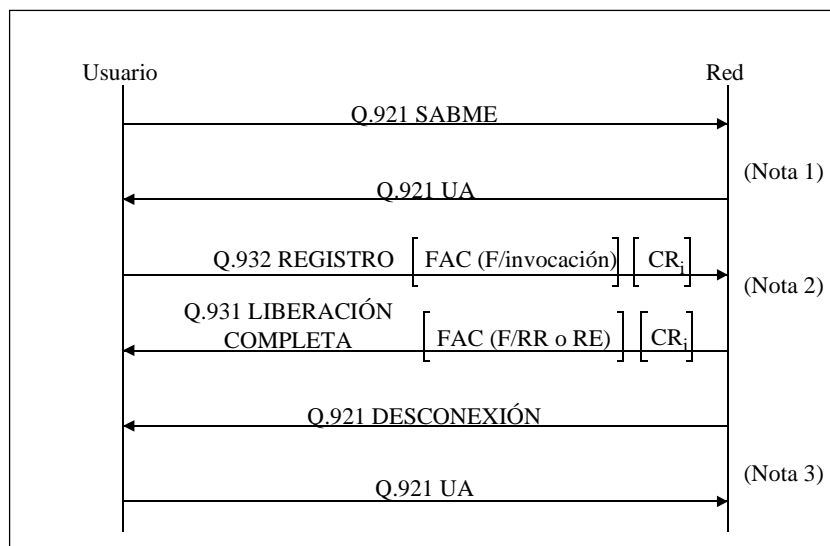 Usuario Red
Q.921 SABME
(Nota 1)
Q.921 UA
Q.932 REGISTRO [FAC (F/invocación)] [CRi]
(Nota 2)
Q.931 LIBERACIÓN
COMPLETA [FAC (F/RR o RE)] [CRi]
Q.921 DESCONEXIÓN
(Nota 3)
Q.921 UA